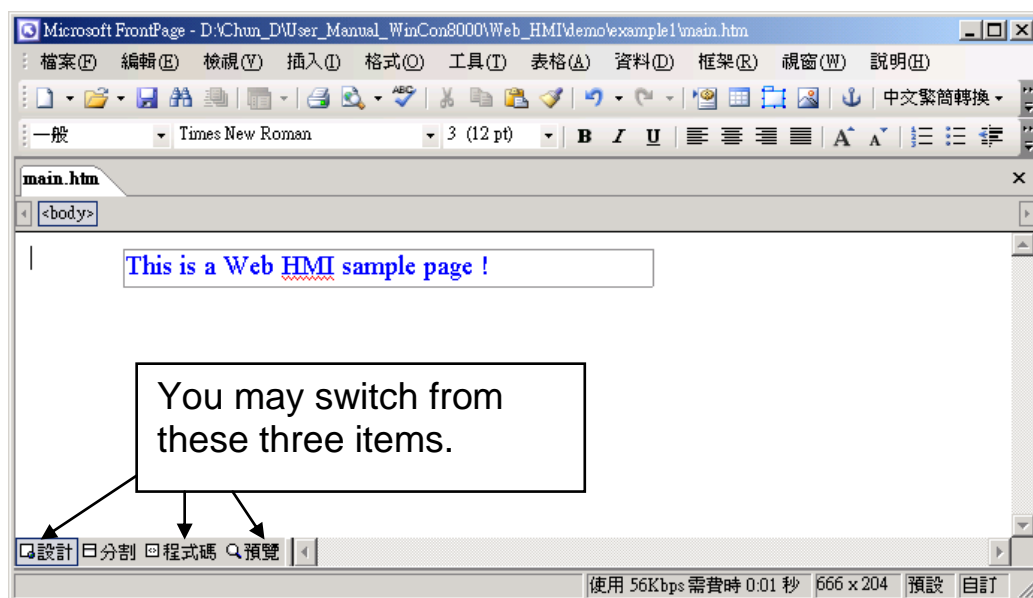 Microsoft FrontPage - D:\Chun_D\User_Manual_WinCon8000\Web_HMI\demo\example1\main.htm
檔案(F) 編輯(E) 檢視(V) 插入(I) 格式(O) 工具(T) 表格(A) 資料(D) 框架(R) 視窗(W) 說明(H)
ABC 中文繁簡轉換
一般 Times New Roman 3 (12 pt) B I U A A
main.htm
<body>
This is a Web HMI sample page !
You may switch from
these three items.
設計 分割 程式碼 預覽
使用 56Kbps 需費時 0:01 秒 666 x 204 預設 自訂